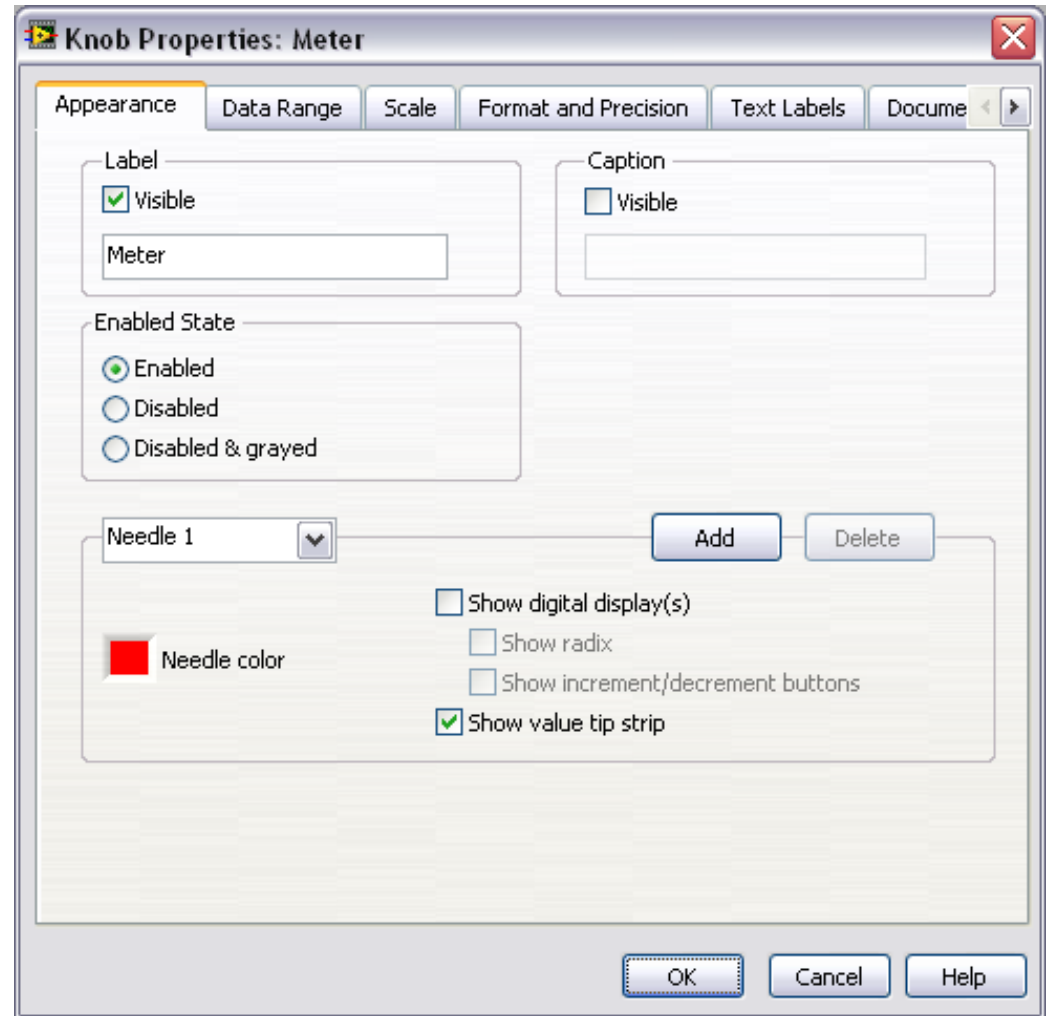 Knob Properties: Meter
Appearance Data Range Scale Format and Precision Text Labels Docume
Label
Visible
Meter
Caption
Visible
Enabled State
Enabled
Disabled
Disabled & grayed
Needle 1
Add Delete
Needle color
Show digital display(s)
Show radix
Show increment/decrement buttons
Show value tip strip
OK Cancel Help